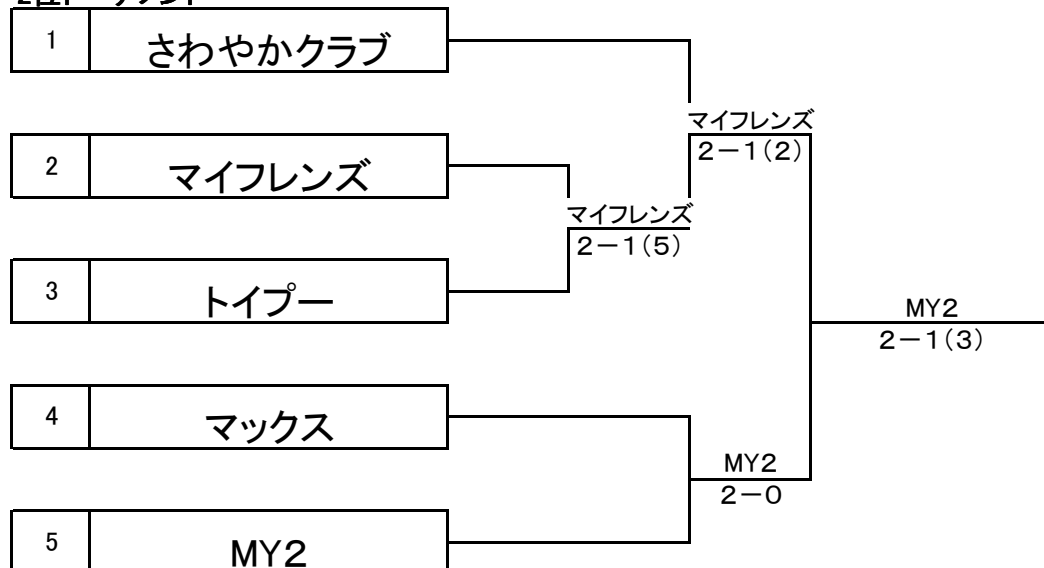 1 さわやかクラブ
マイフレンズ
2-1(2)
2 マイフレンズ
マイフレンズ
2-1(5)
3 トイプー
MY2
2-1(3)
4 マックス
MY2
2-0
5 MY2